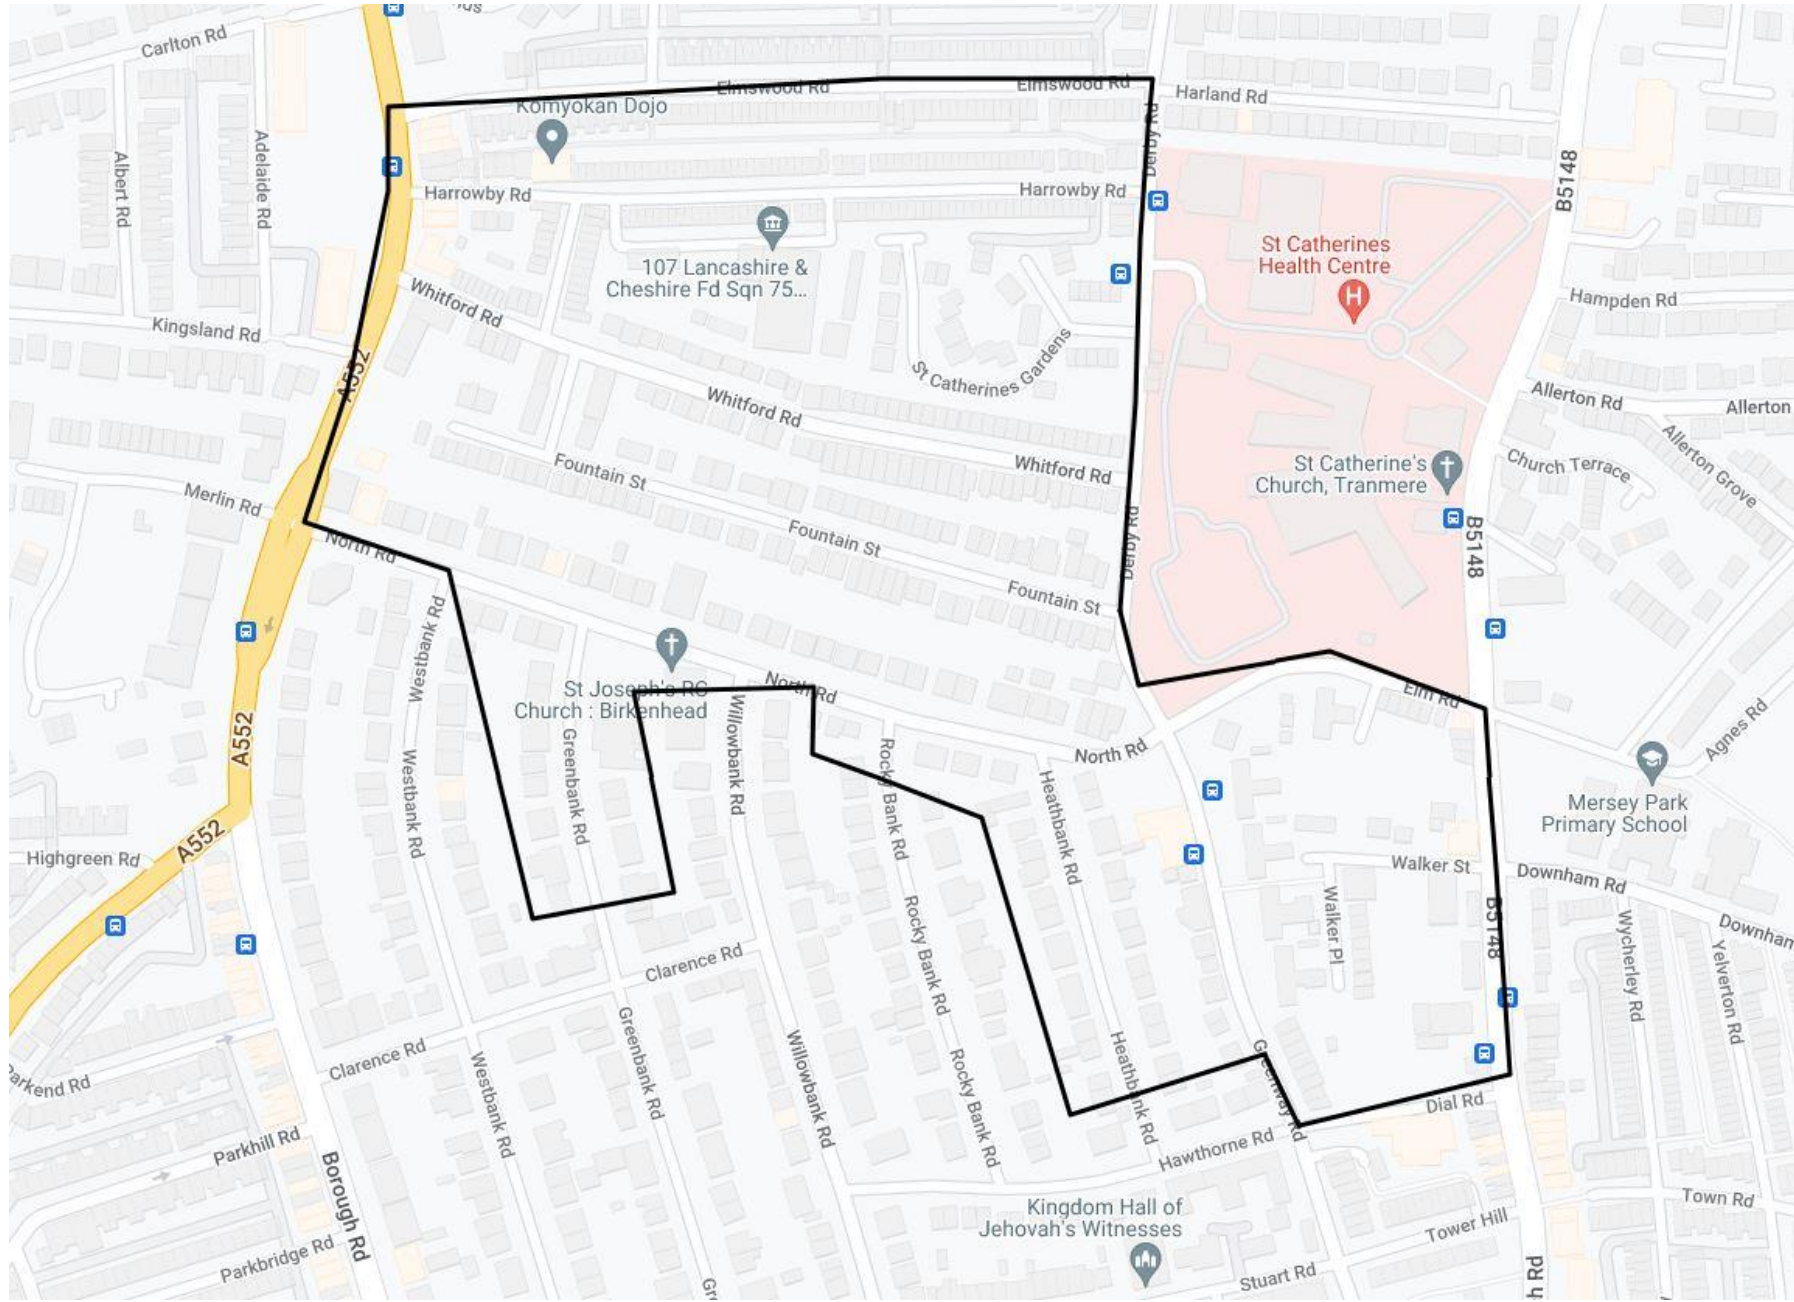 Carlton Rd
Elmswood Rd
Elmswood Rd
Harland Rd
Komyokan Dojo
Albert Rd
Adelaide Rd
Derby Rd
B5148
Harrowby Rd
Harrowby Rd
107 Lancashire &
Cheshire Fd Sqn 75...
St Catherines
Health Centre
Hampden Rd
Whitford Rd
Kingsland Rd
A552
St Catherines Gardens
Whitford Rd
Allerton Rd
Allerton
Allerton Grove
Whitford Rd
Fountain St
St Catherine's
Church, Tranmere
Church Terrace
Merlin Rd
North Rd
Fountain St
Derby Rd
B5148
Fountain St
Westbank Rd
St Joseph's RC
Church : Birkenhead
North Rd
Elm Rd
Agnes Rd
A552
Greenbank Rd
Willowbank Rd
North Rd
Westbank Rd
Rocky Bank Rd
Heathbank Rd
Mersey Park
Primary School
A552
Highgreen Rd
Walker St
Downham Rd
Walker Pl
B5148
Wycherley Rd
Yelverton Rd
Downham
Rocky Bank Rd
Clarence Rd
Greenbank Rd
Willowbank Rd
Heathbank Rd
Greenway Rd
Clarence Rd
Westbank Rd
Rocky Bank Rd
Dial Rd
arkend Rd
Parkhill Rd
Borough Rd
Hawthorne Rd
Kingdom Hall of
Jehovah's Witnesses
Town Rd
Tower Hill
Parkbridge Rd
Stuart Rd
Gr
h Rd